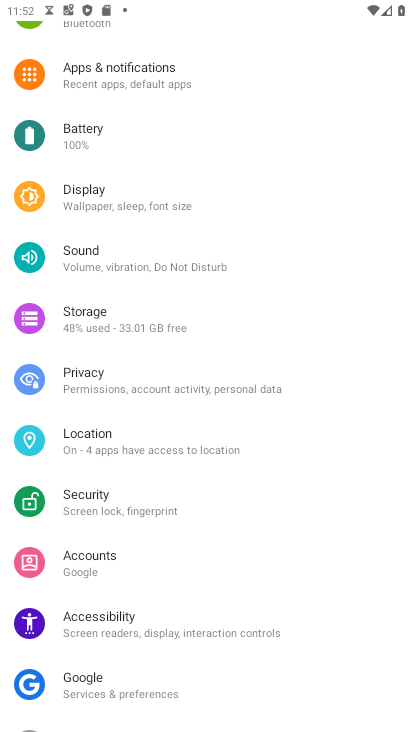 11:52
Bluetooth
Apps & notifications
Recent apps, default apps
Battery
100%
Display
Wallpaper, sleep, font size
Sound
Volume, vibration, Do Not Disturb
Storage
48% used - 33.01 GB free
Privacy
Permissions, account activity, personal data
Location
On - 4 apps have access to location
Security
Screen lock, fingerprint
Accounts
Google
Accessibility
Screen readers, display, interaction controls
Google
Services & preferences